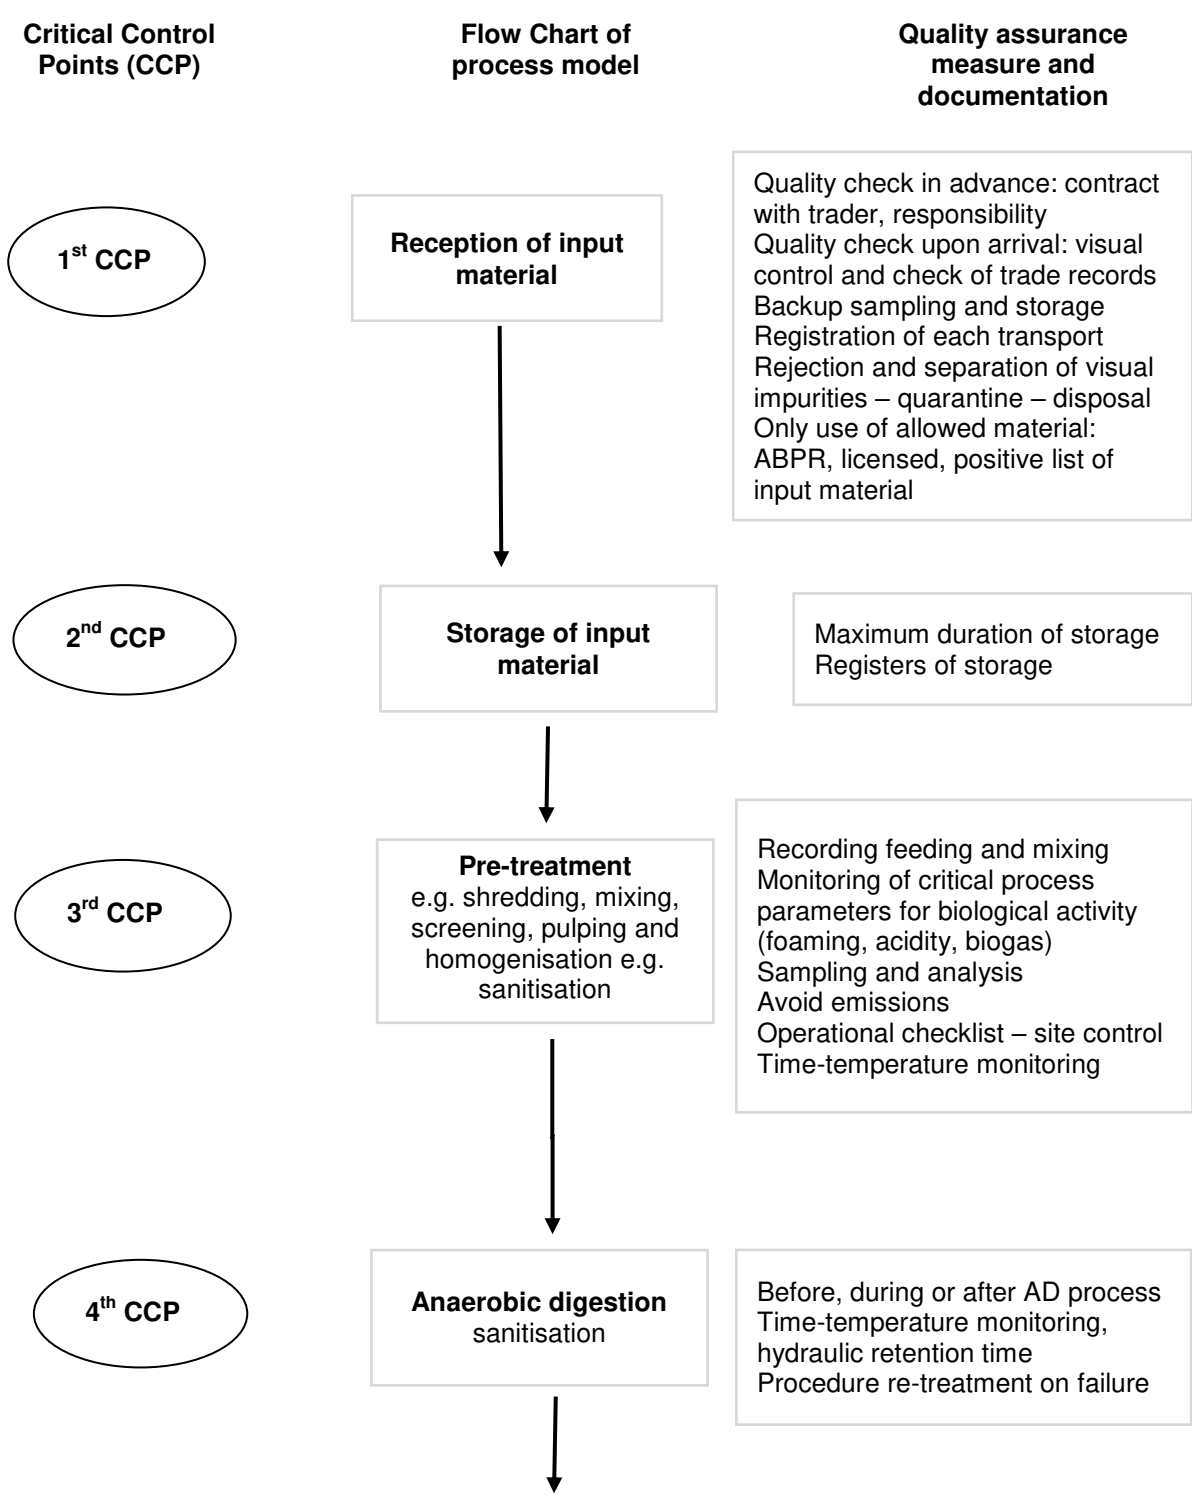 Critical Control
Points (CCP)
Flow Chart of
process model
Quality assurance
measure and
documentation
1st CCP
Reception of input
material
Quality check in advance: contract
with trader, responsibility
Quality check upon arrival: visual
control and check of trade records
Backup sampling and storage
Registration of each transport
Rejection and separation of visual
impurities – quarantine – disposal
Only use of allowed material:
ABPR, licensed, positive list of
input material
2nd CCP
Storage of input
material
Maximum duration of storage
Registers of storage
3rd CCP
Pre-treatment
e.g. shredding, mixing,
screening, pulping and
homogenisation e.g.
sanitisation
Recording feeding and mixing
Monitoring of critical process
parameters for biological activity
(foaming, acidity, biogas)
Sampling and analysis
Avoid emissions
Operational checklist – site control
Time-temperature monitoring
4th CCP
Anaerobic digestion
sanitisation
Before, during or after AD process
Time-temperature monitoring,
hydraulic retention time
Procedure re-treatment on failure